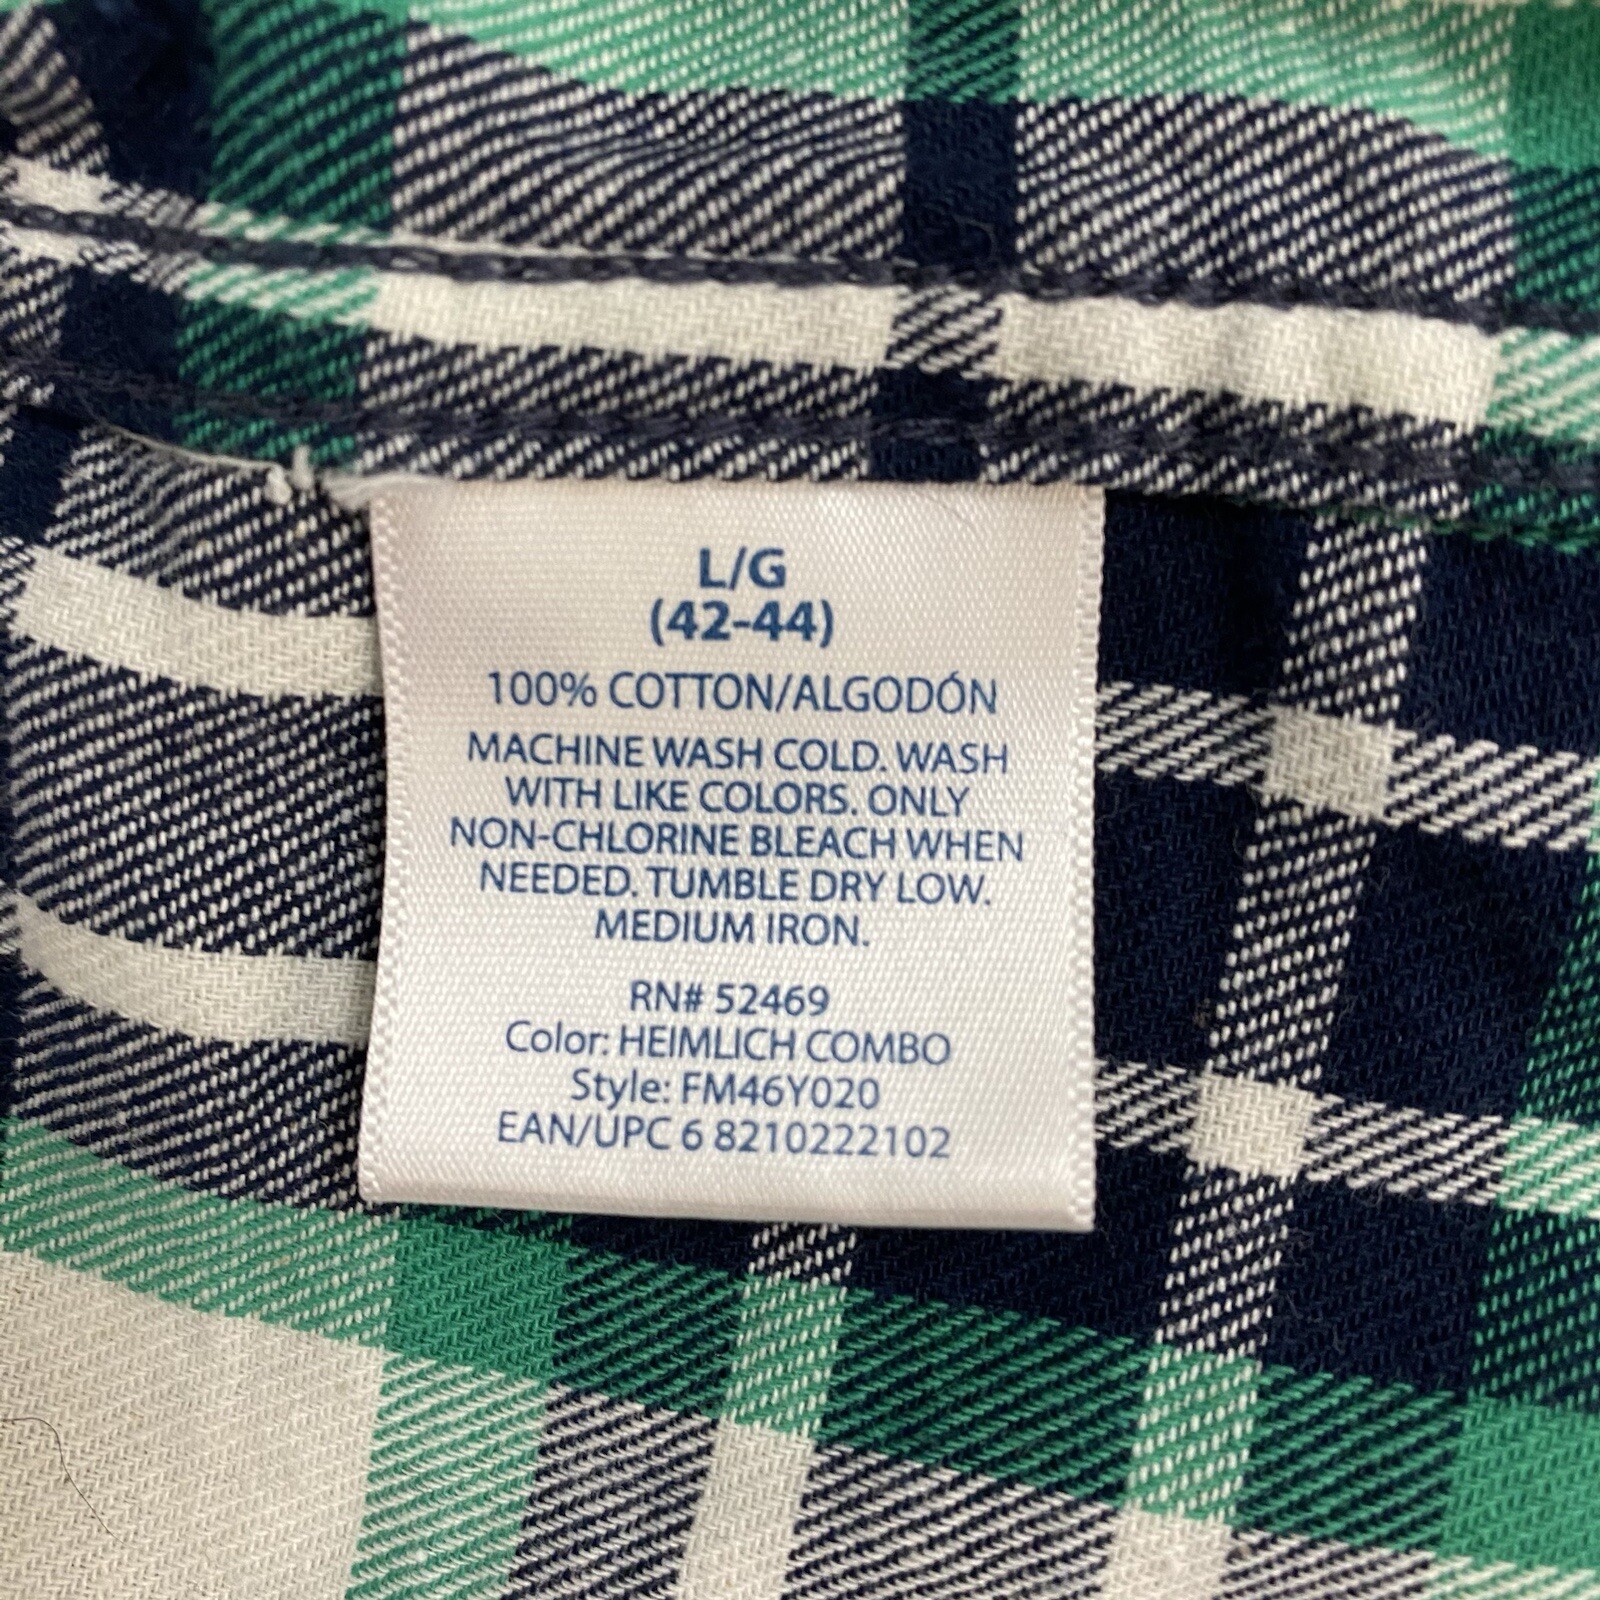 L/G
(42-44)
100% COTTON/ALGODÓN
MACHINE WASH COLD. WASH
WITH LIKE COLORS. ONLY
NON-CHLORINE BLEACH WHEN
NEEDED. TUMBLE DRY LOW.
MEDIUM IRON.
RN# 52469
Color: HEIMLICH COMBO
Style: FM46Y020
EAN/UPC 6 8210222102